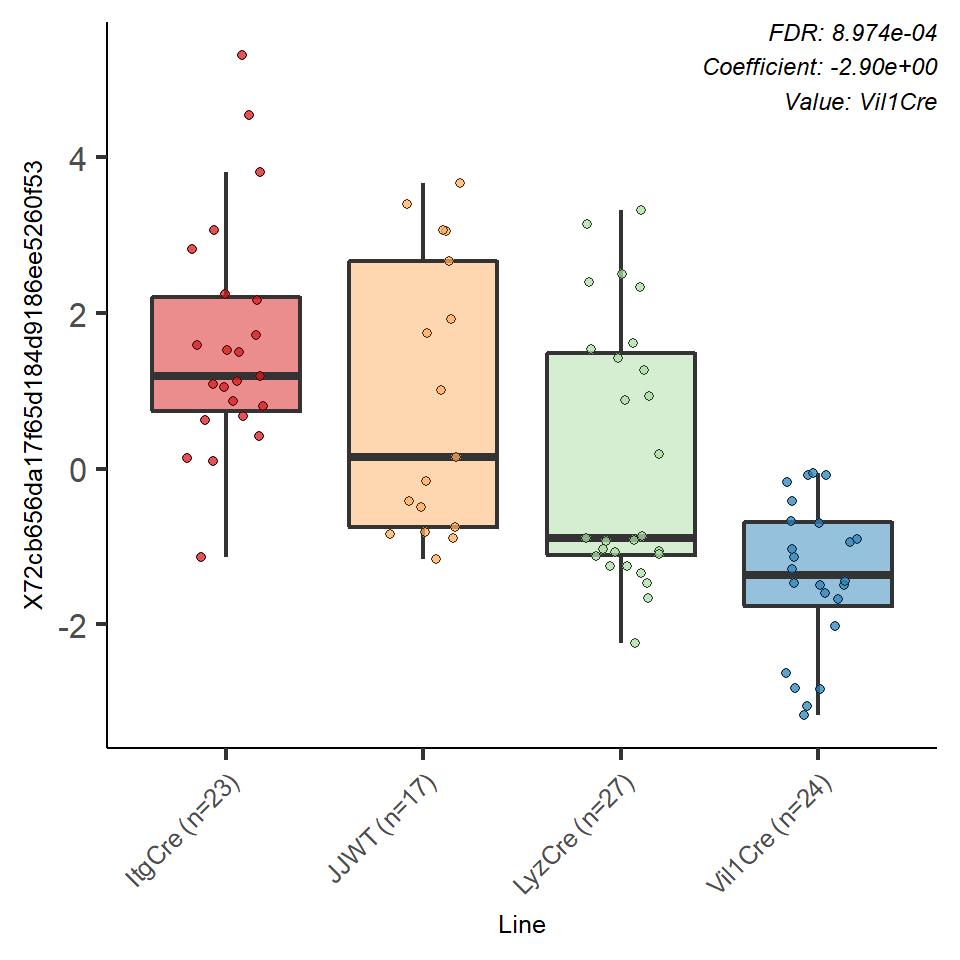 FDR: 8.974e-04
Coefficient: -2.90e+00
Value: Vil1Cre
X72cb656da17f65d184d9186ee5260f53
4
2
0
-2
ItgCre (n=23)
JJWT (n=17)
LyzCre (n=27)
Vil1Cre (n=24)
Line